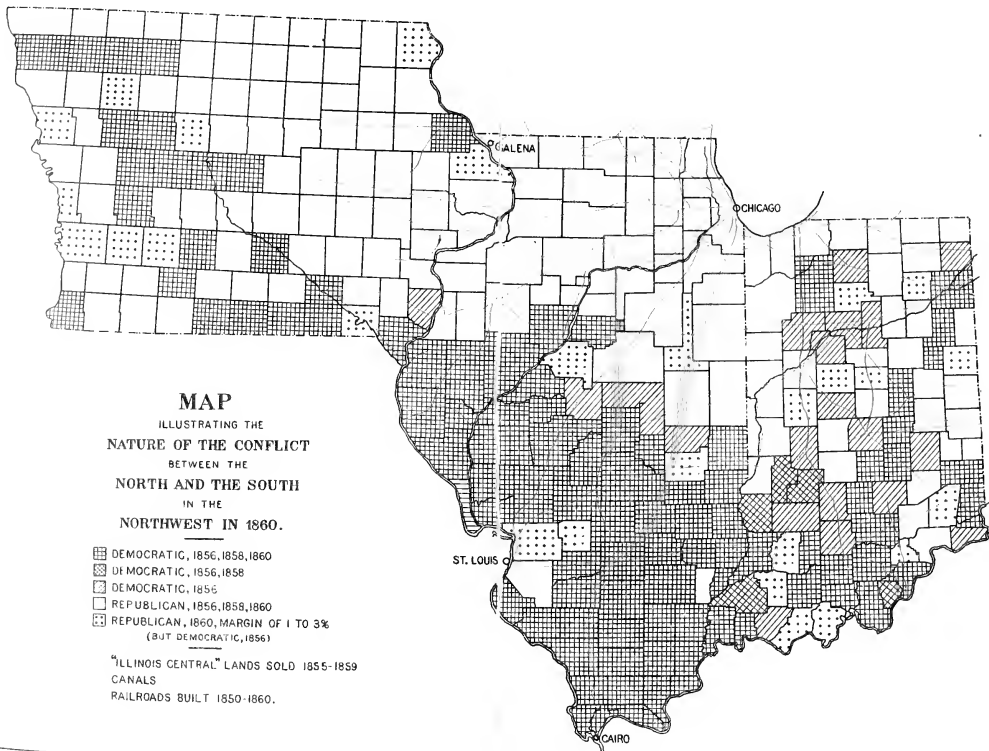 GALENA
CHICAGO
MAP
ILLUSTRATING THE
NATURE OF THE CONFLICT
BETWEEN THE
NORTH AND THE SOUTH
IN THE
NORTHWEST IN 1860.
DEMOCRATIC, 1856, 1858, 1860
DEMOCRATIC, 1856, 1858
DEMOCRATIC, 1856
REPUBLICAN, 1856, 1858, 1860
REPUBLICAN, 1860, MARGIN OF 1 TO 3%
(BUT DEMOCRATIC, 1856)
"ILLINOIS CENTRAL" LANDS SOLD 1855-1859
CANALS
RAILROADS BUILT 1850-1860.
ST. LOUIS
CAIRO